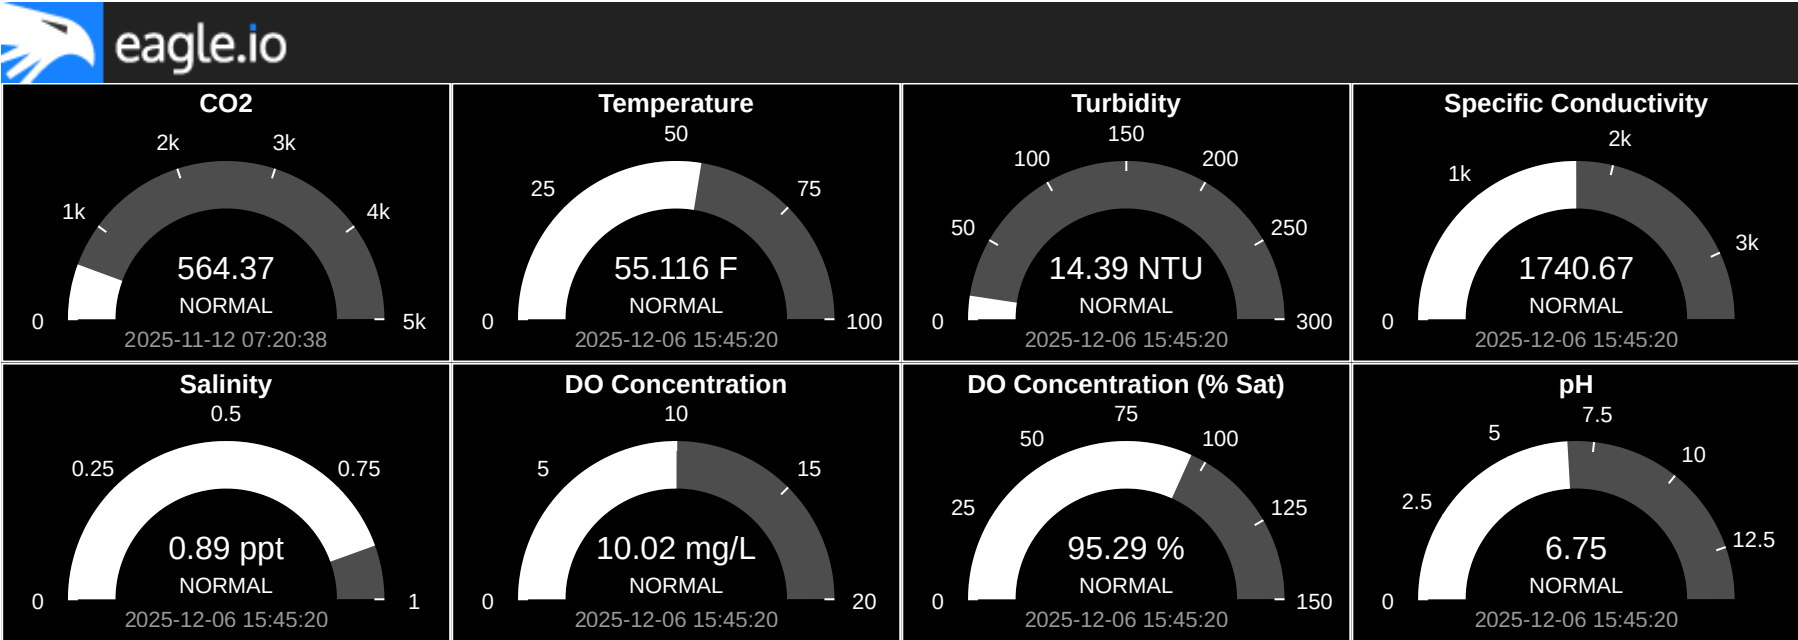 eagle.io
CO2
2k
3k
1k
4k
564.37
NORMAL
0
5k
2025-11-12 07:20:38
Temperature
50
25
75
55.116 F
NORMAL
0
100
2025-12-06 15:45:20
Turbidity
150
100
200
50
250
14.39 NTU
NORMAL
0
300
2025-12-06 15:45:20
Specific Conductivity
2k
1k
3k
1740.67
NORMAL
0
2025-12-06 15:45:20
Salinity
0.5
0.25
0.75
0.89 ppt
NORMAL
0
1
2025-12-06 15:45:20
DO Concentration
10
5
15
10.02 mg/L
NORMAL
0
20
2025-12-06 15:45:20
DO Concentration (% Sat)
75
50
100
25
125
95.29 %
NORMAL
0
150
2025-12-06 15:45:20
pH
7.5
5
10
2.5
12.5
6.75
NORMAL
0
2025-12-06 15:45:20